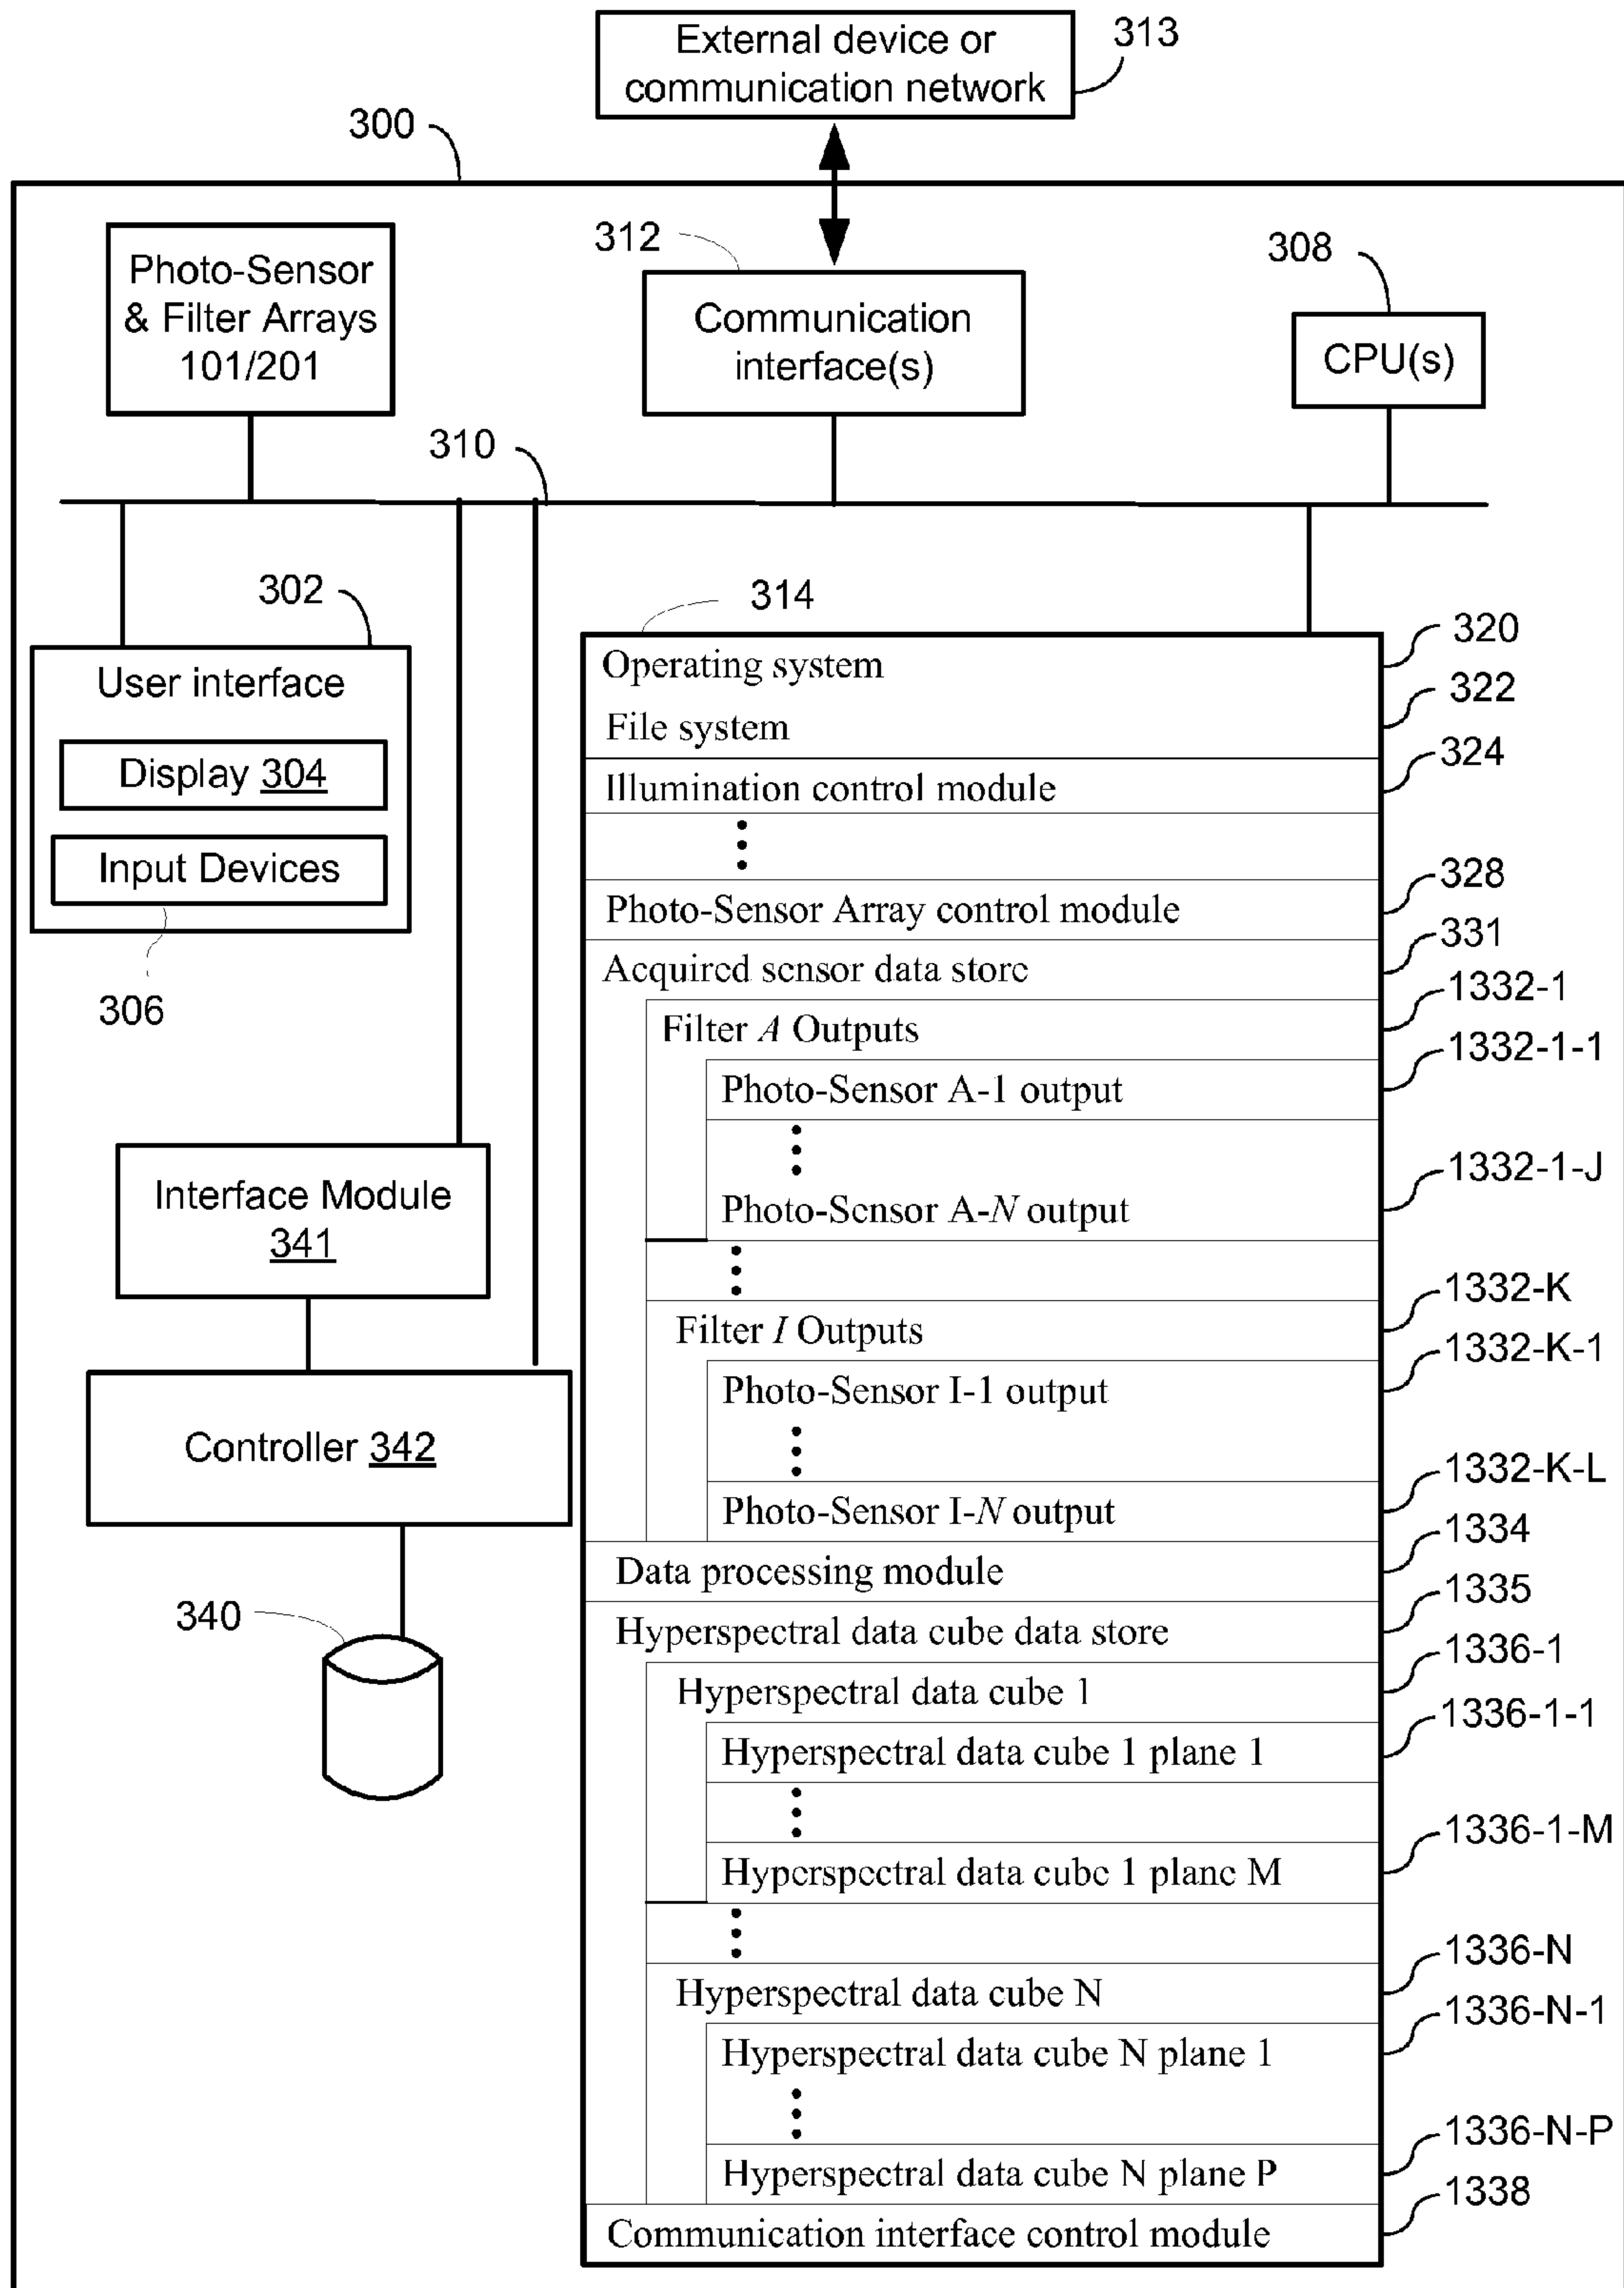 External device or
communication network
313
300
312
308
Photo-Sensor
& Filter Arrays
101/201
Communication
interface(s)
CPU(s)
310
302
314
User interface
Display 304
Input Devices
306
Operating system
320
File system
322
Illumination control module
324
Photo-Sensor Array control module
328
Acquired sensor data store
331
Filter A Outputs
1332-1
Photo-Sensor A-1 output
1332-1-1
Photo-Sensor A-N output
1332-1-J
Interface Module
341
Filter I Outputs
1332-K
Photo-Sensor I-1 output
1332-K-1
Controller 342
Photo-Sensor I-N output
1332-K-L
Data processing module
1334
340
Hyperspectral data cube data store
1335
Hyperspectral data cube 1
1336-1
Hyperspectral data cube 1 plane 1
1336-1-1
Hyperspectral data cube 1 plane M
1336-1-M
Hyperspectral data cube N
1336-N
Hyperspectral data cube N plane 1
1336-N-1
Hyperspectral data cube N plane P
1336-N-P
Communication interface control module
1338